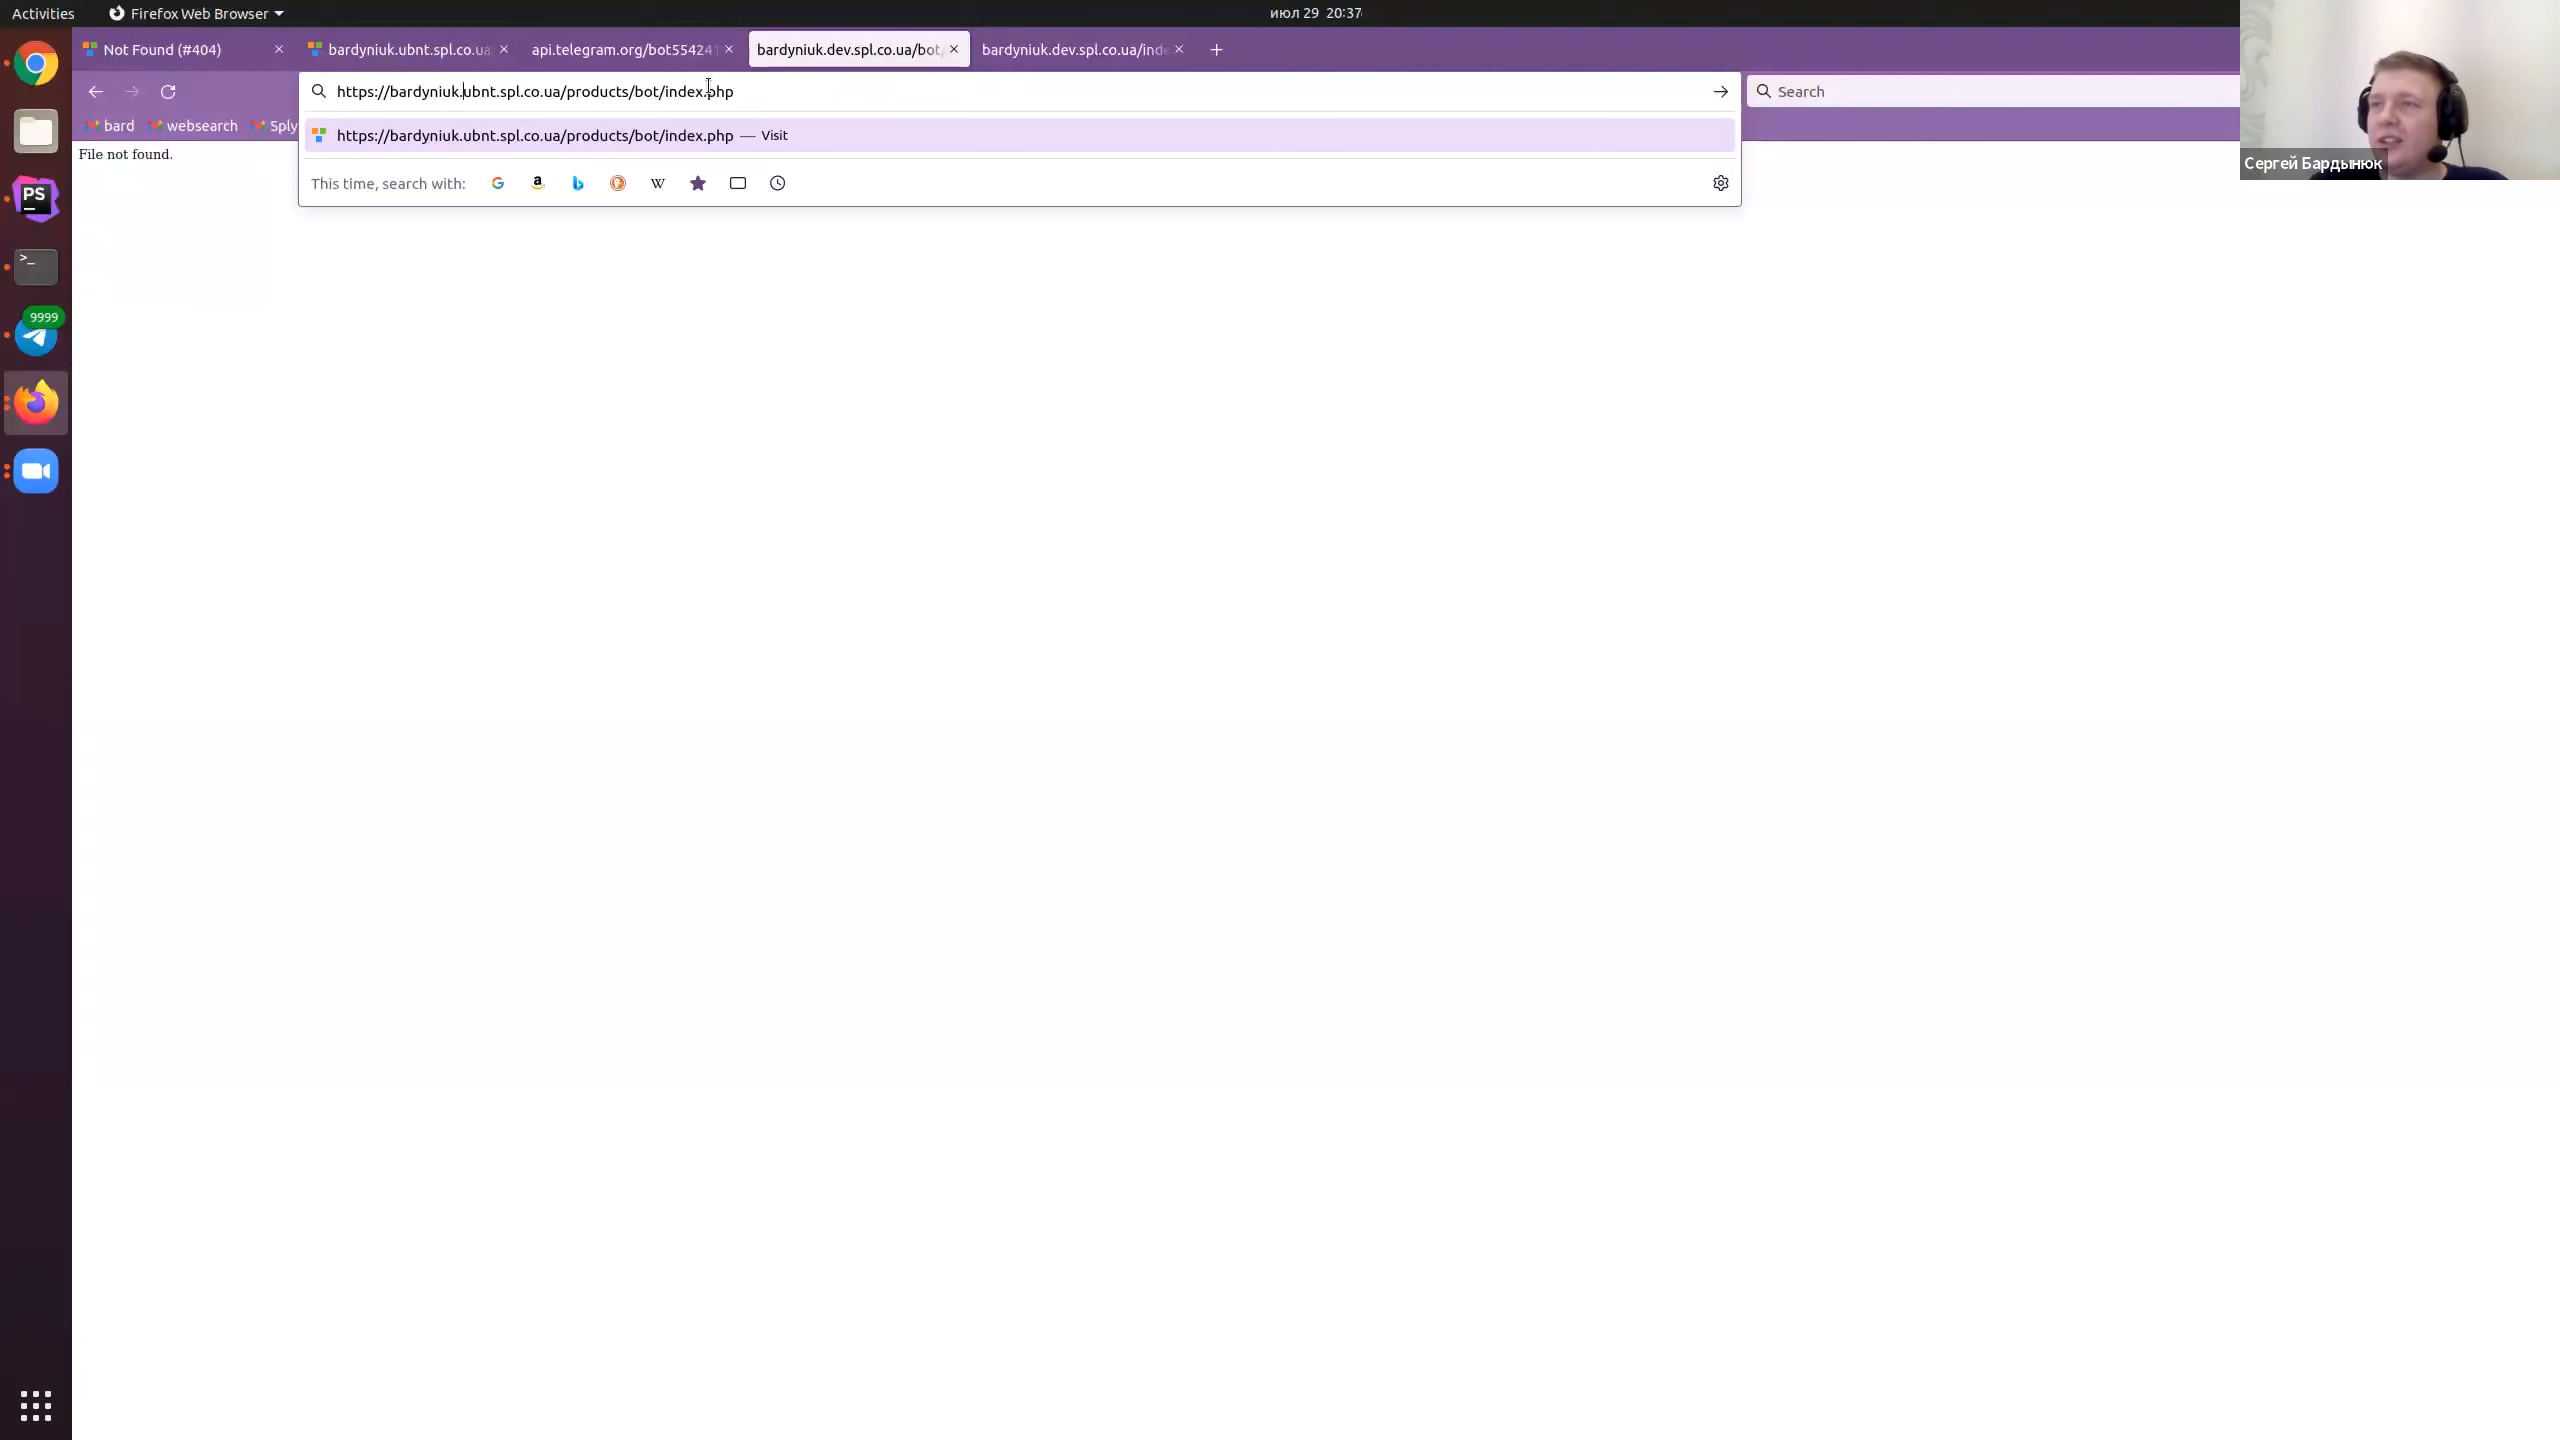 Activities
Firefox Web Browser
июл 29 20:37
Not Found (#404)
bardyniuk.ubnt.spl.co.ua
api.telegram.org/bot554241
bardyniuk.dev.spl.co.ua/bot/
bardyniuk.dev.spl.co.ua/inde
https://bardyniuk.ubnt.spl.co.ua/products/bot/index.php
Search
bard
websearch
Sply
https://bardyniuk.ubnt.spl.co.ua/products/bot/index.php — Visit
File not found.
This time, search with:
Сергей Бардынюк
PS
>_
9999